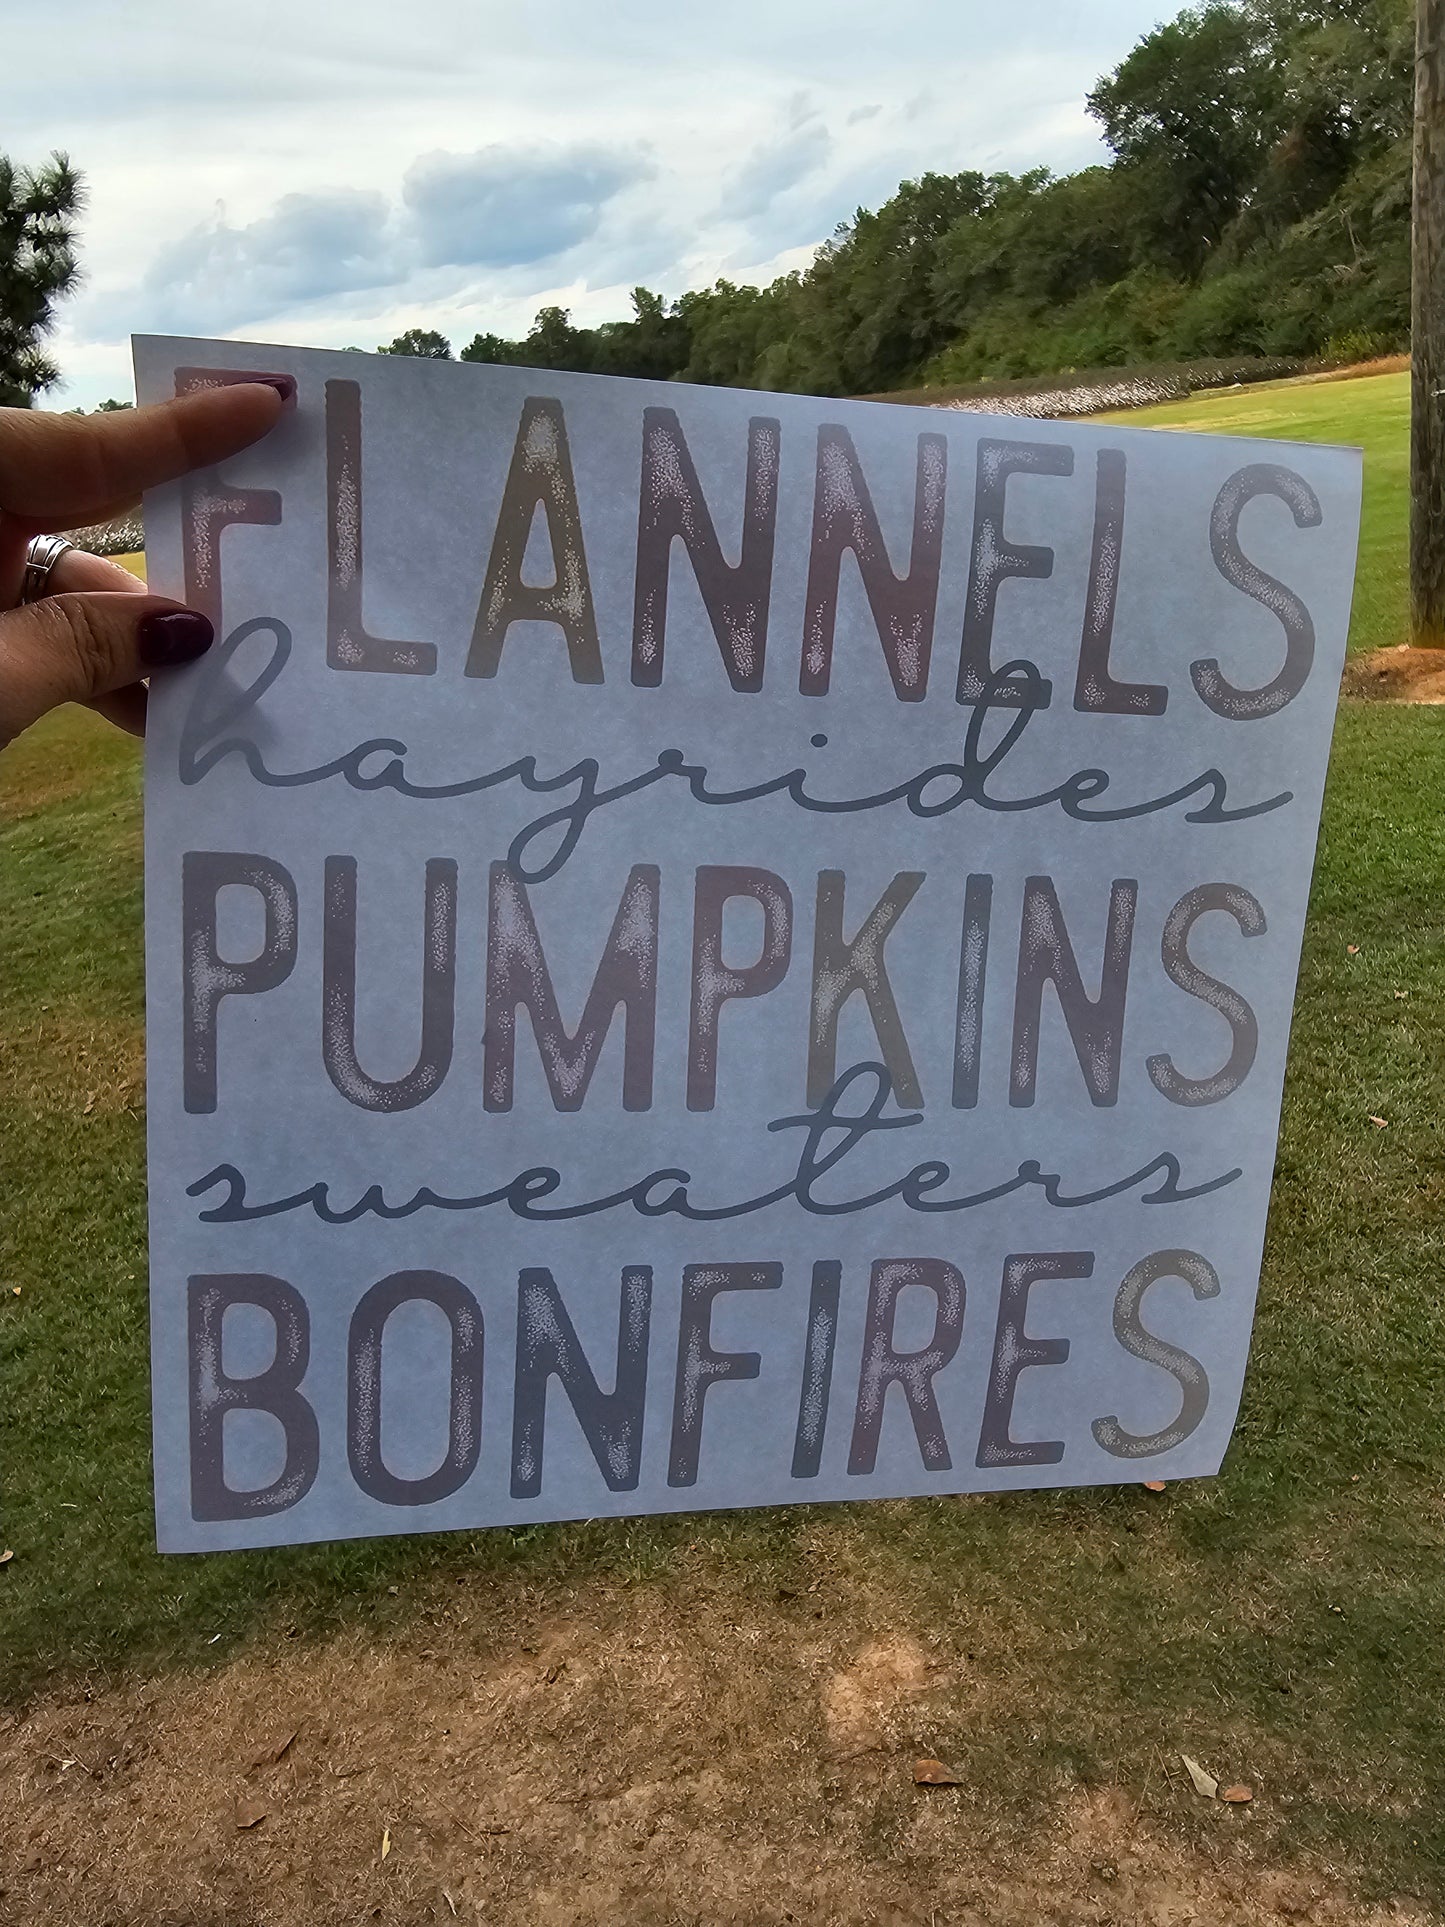 FLANNELS
hayrides
PUMPKINS
sweaters
BONFIRES